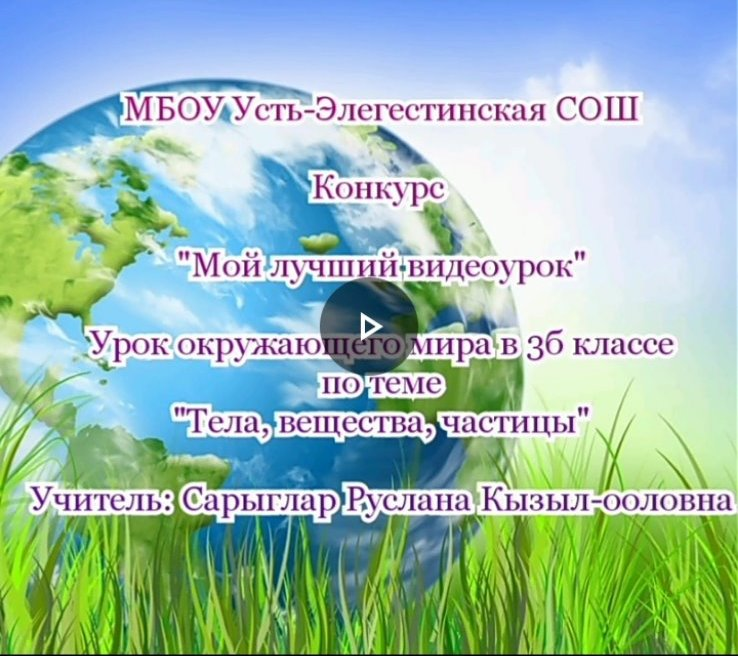 МБОУ Усть-Элегестинская СОШ
Конкурс
"Мой лучший видеоурок"
Урок окружающего мира в 3б классе
по теме
"Тела, вещества, частицы"
Учитель: Сарыглар Руслана Кызыл-ооловна